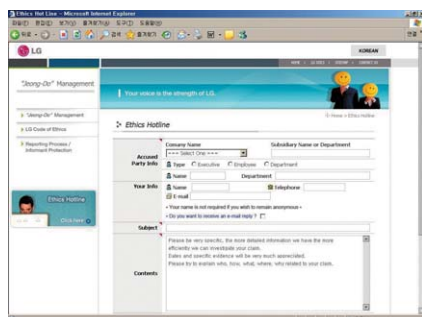 Ethics Hot Line - Microsoft Internet Explorer
LG
KOREAN
HOME | LG SITES | SITEMAP | CONTACT US
"Jeong-Do" Management
Your voice is the strength of LG.
Home > Ethics Hotline
"Jeong-Do" Management
LG Code of Ethics
Reporting Process / Informant Protection
Ethics Hotline
Click here
Ethics Hotline
Comany Name
Subsidiary Name or Department
--- Select One ---
Accused Party Info
Type Executive Employee Department
Name Department
Your Info
Name Telephone
E-mail
- Your name is not required if you wish to remain anonymous -
- Do you want to receive an e-mail reply ?
Subject
Contents
Please be very specific, the more detailed information we have the more
efficiently we can investigate your claim.
Dates and specific evidence will be very much appreciated.
Please try to explain who, how, what, where, why related to your claim.